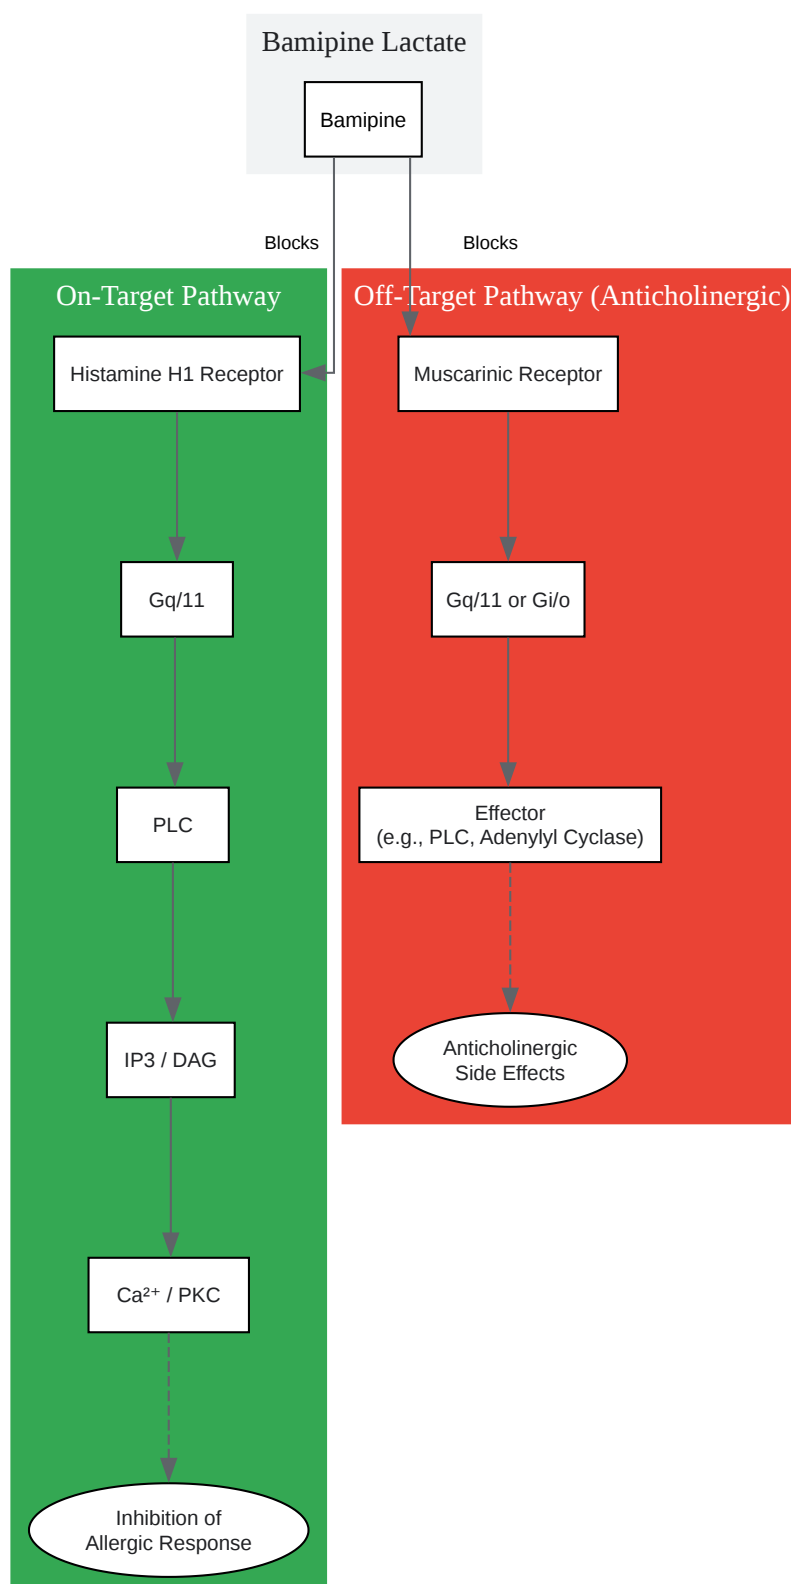 Bamipine Lactate
Bamipine
Blocks
Blocks
On-Target Pathway
Histamine H1 Receptor
Gq/11
PLC
IP3 / DAG
Ca²⁺ / PKC
Inhibition of
Allergic Response
Off-Target Pathway (Anticholinergic)
Muscarinic Receptor
Gq/11 or Gi/o
Effector
(e.g., PLC, Adenylyl Cyclase)
Anticholinergic
Side Effects